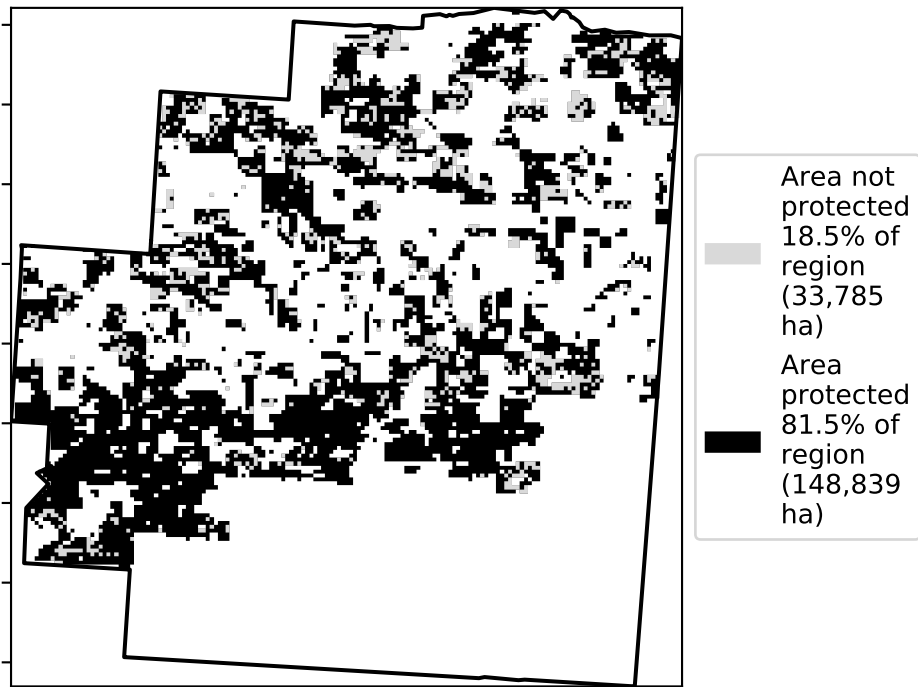 Area not
protected
18.5% of
region
(33,785
ha)
Area
protected
81.5% of
region
(148,839
ha)